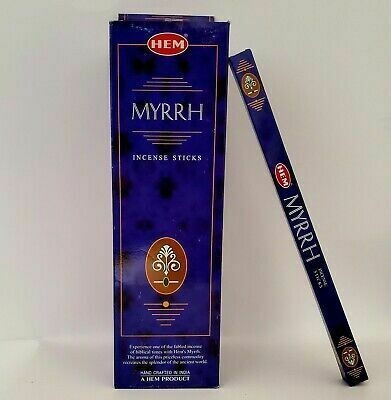 HEM
MYRRH
INCENSE STICKS
Experience one of the fabled incense
of biblical times with Hem's Myrrh.
The aroma of this priceless commodity
recreates the splendor of the ancient world.
HAND CRAFTED IN INDIA
A HEM PRODUCT
HEM
MYRRH
INCENSE
STICKS